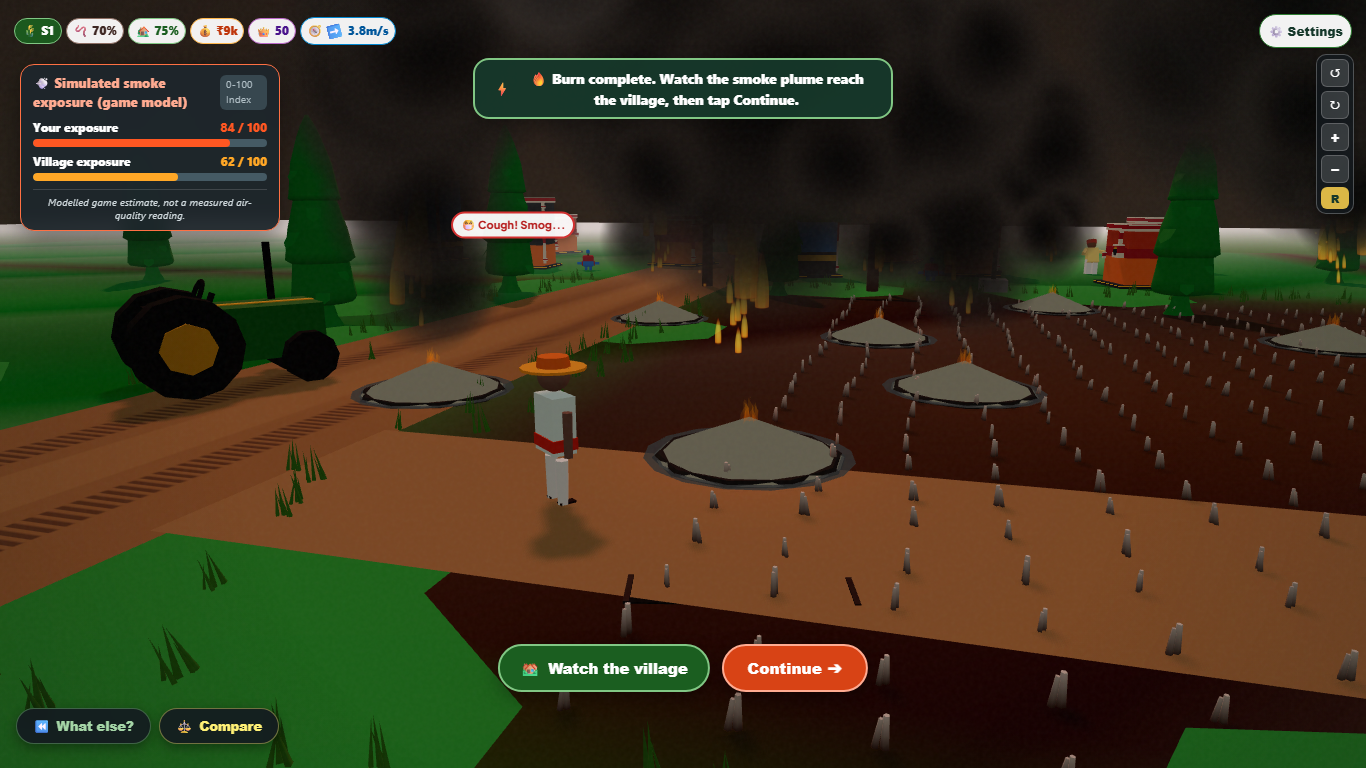 S1
70%
75%
₹9k
50
3.8m/s
Settings
Simulated smoke
exposure (game model)
0-100
Index
Your exposure
84 / 100
Village exposure
62 / 100
Modelled game estimate, not a measured air-
quality reading.
Burn complete. Watch the smoke plume reach
the village, then tap Continue.
Cough! Smog...
↺
↻
+
−
R
Watch the village
Continue ➔
What else?
Compare